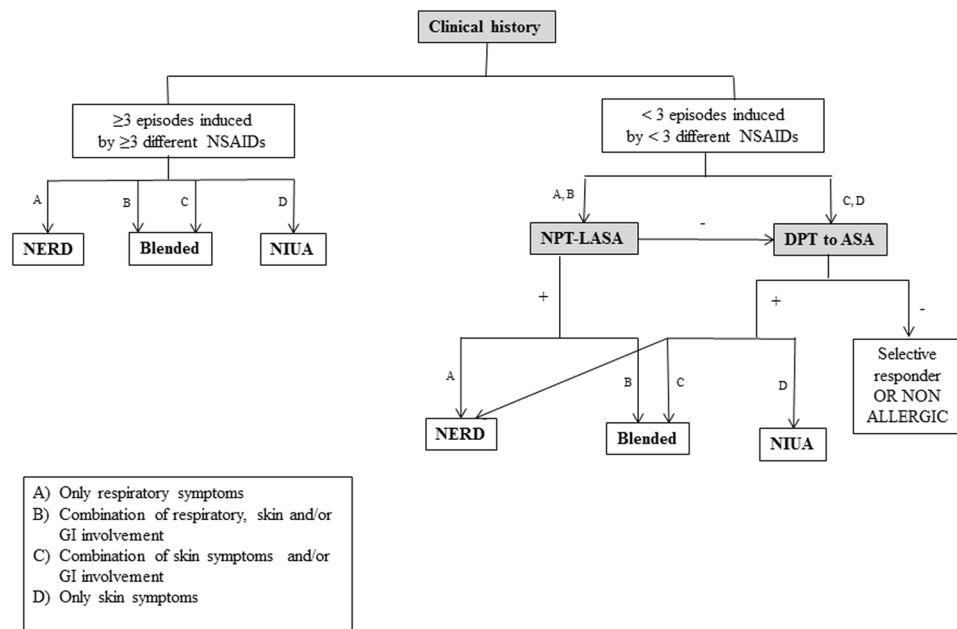 Clinical history
≥3 episodes induced
by ≥3 different NSAIDs
< 3 episodes induced
by < 3 different NSAIDs
A
B
C
D
A, B
C, D
NERD
Blended
NIUA
NPT-LASA
-
DPT to ASA
+
+
-
A
B
C
D
Selective
responder
OR NON
ALLERGIC
NERD
Blended
NIUA
A) Only respiratory symptoms
B) Combination of respiratory, skin and/or
GI involvement
C) Combination of skin symptoms and/or
GI involvement
D) Only skin symptoms